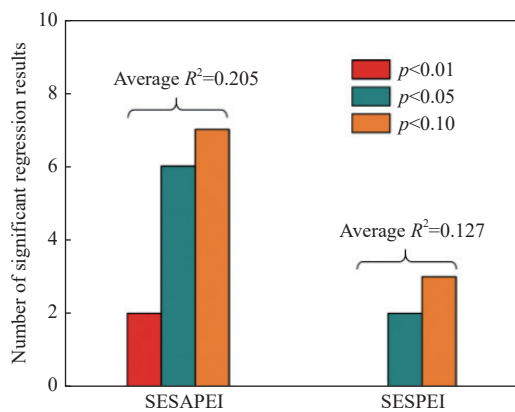 10
8
6
4
2
0
Number of significant regression results
Average R²=0.205
p<0.01
p<0.05
p<0.10
Average R²=0.127
SESAPEI
SESPEI